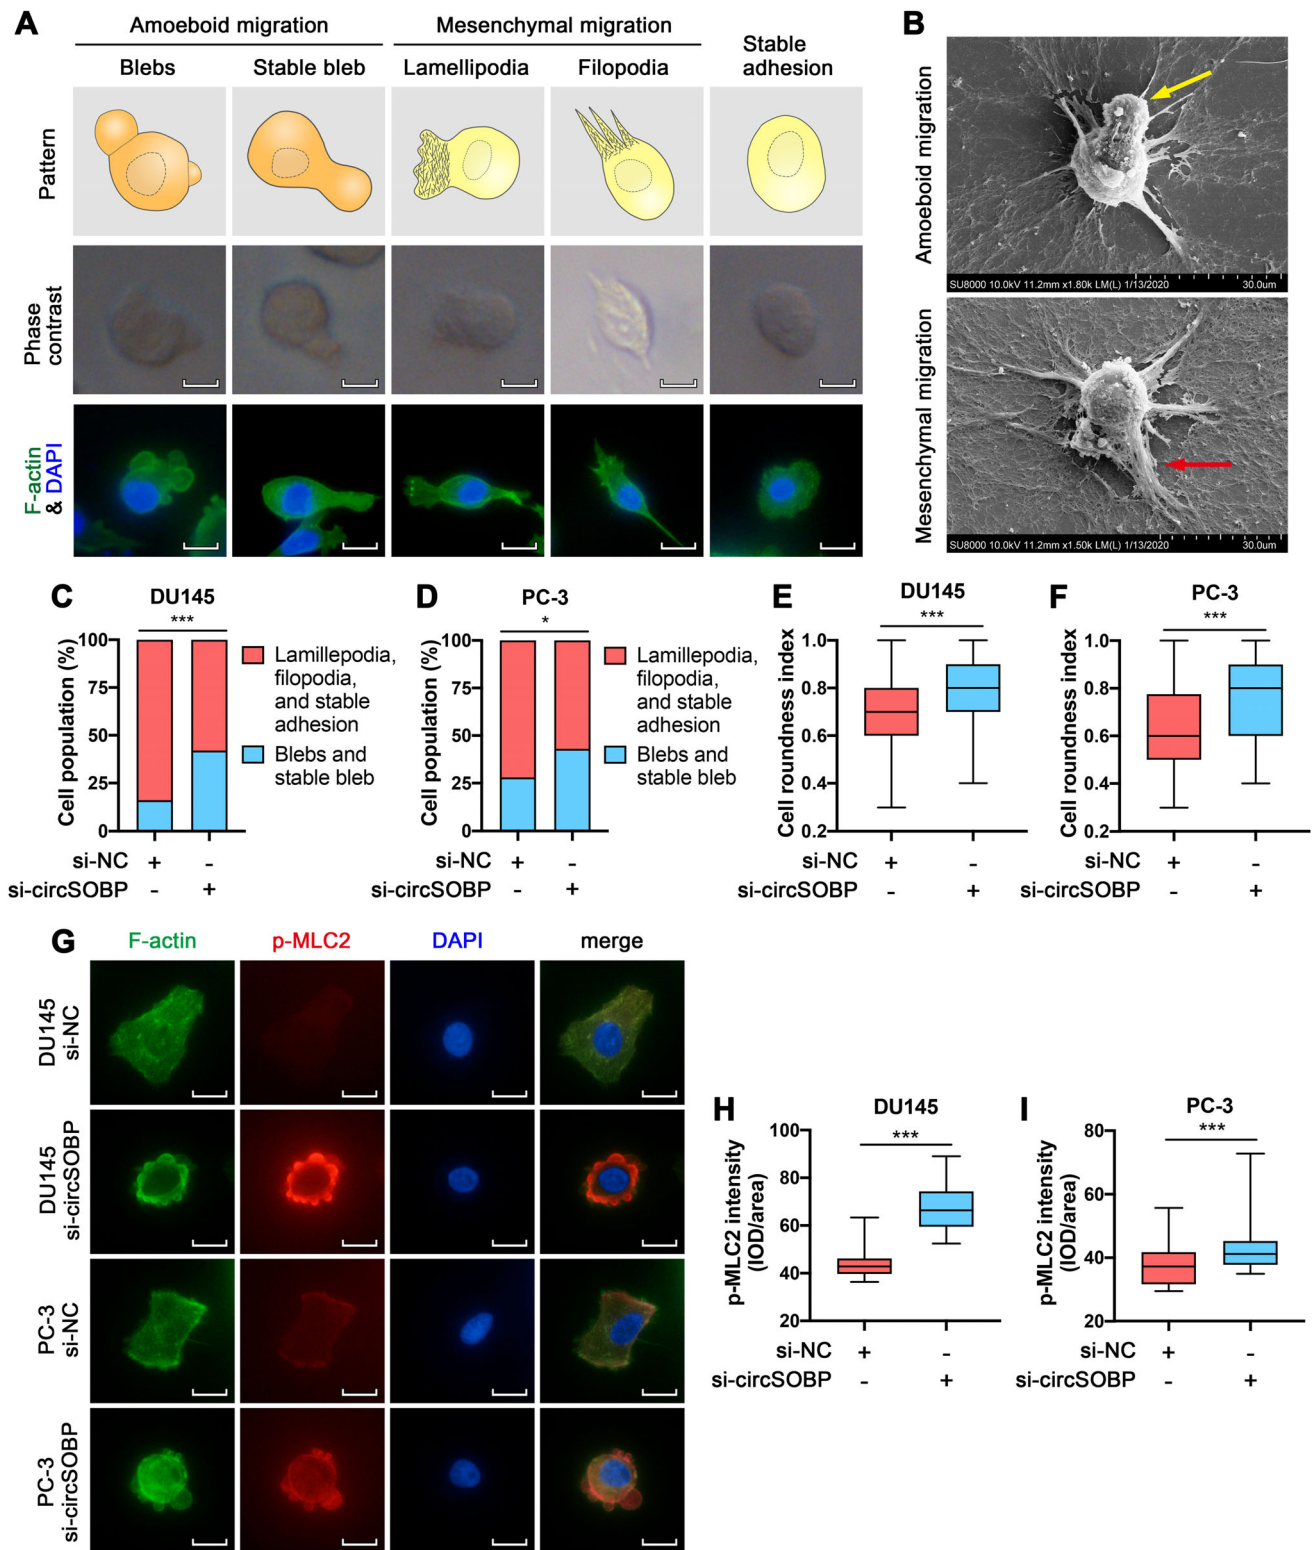 A
Amoeboid migration
Mesenchymal migration
Stable
adhesion
Blebs
Stable bleb
Lamellipodia
Filopodia
Pattern
Phase
contrast
F-actin
& DAPI
B
Amoeboid migration
SU8000 10.0kV 11.2mm x1.80k LM(L) 1/13/2020
30.0um
Mesenchymal migration
SU8000 10.0kV 11.2mm x1.50k LM(L) 1/13/2020
30.0um
C
DU145
***
Cell population (%)
100
75
50
25
0
Lamillepodia,
filopodia,
and stable
adhesion
Blebs and
stable bleb
si-NC + -
si-circSOBP - +
D
PC-3
*
Cell population (%)
100
75
50
25
0
Lamillepodia,
filopodia,
and stable
adhesion
Blebs and
stable bleb
si-NC + -
si-circSOBP - +
E
DU145
***
Cell roundness index
1.0
0.8
0.6
0.4
0.2
si-NC + -
si-circSOBP - +
F
PC-3
***
Cell roundness index
1.0
0.8
0.6
0.4
0.2
si-NC + -
si-circSOBP - +
G
F-actin
p-MLC2
DAPI
merge
DU145
si-NC
DU145
si-circSOBP
PC-3
si-NC
PC-3
si-circSOBP
H
DU145
***
p-MLC2 intensity
(IOD/area)
100
80
60
40
20
si-NC + -
si-circSOBP - +
I
PC-3
***
p-MLC2 intensity
(IOD/area)
80
60
40
20
si-NC + -
si-circSOBP - +